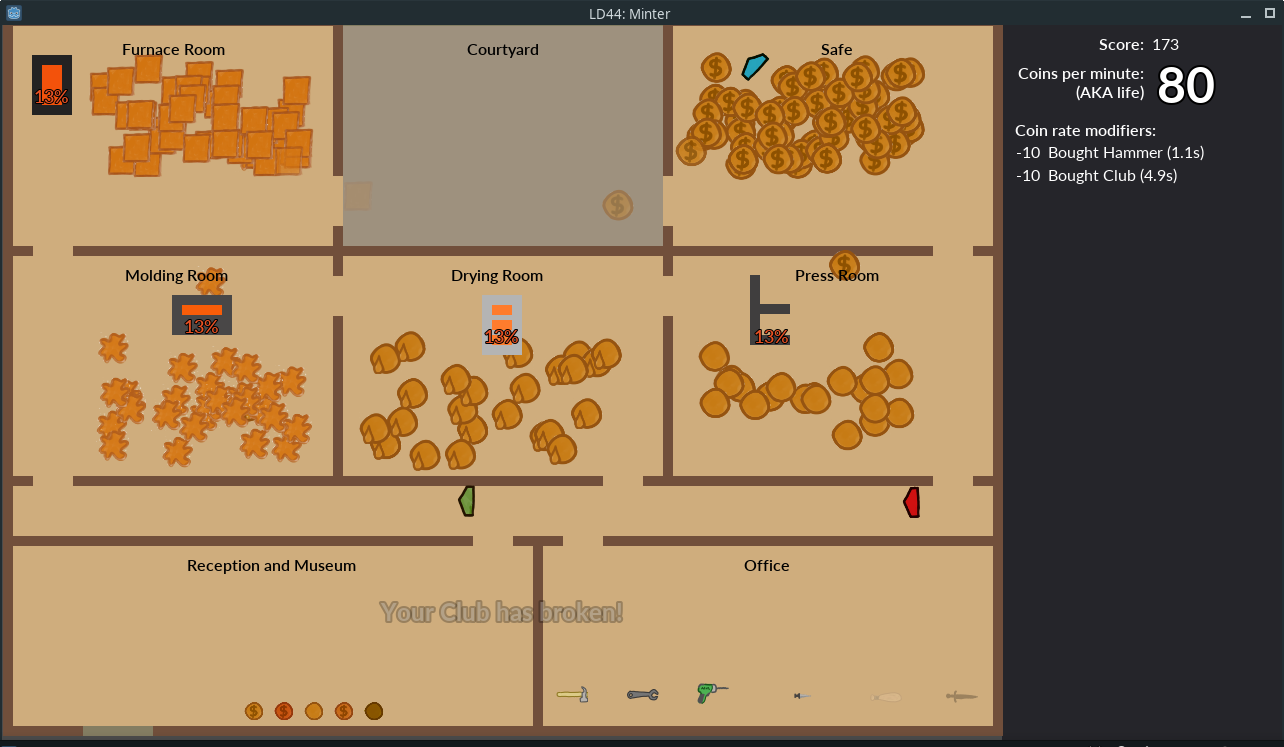 LD44: Minter
Furnace Room
Courtyard
Safe
Score: 173
13%
Coins per minute:
(AKA life)
80
Coin rate modifiers:
-10 Bought Hammer (1.1s)
-10 Bought Club (4.9s)
Molding Room
Drying Room
Press Room
13%
13%
13%
Reception and Museum
Office
Your Club has broken!